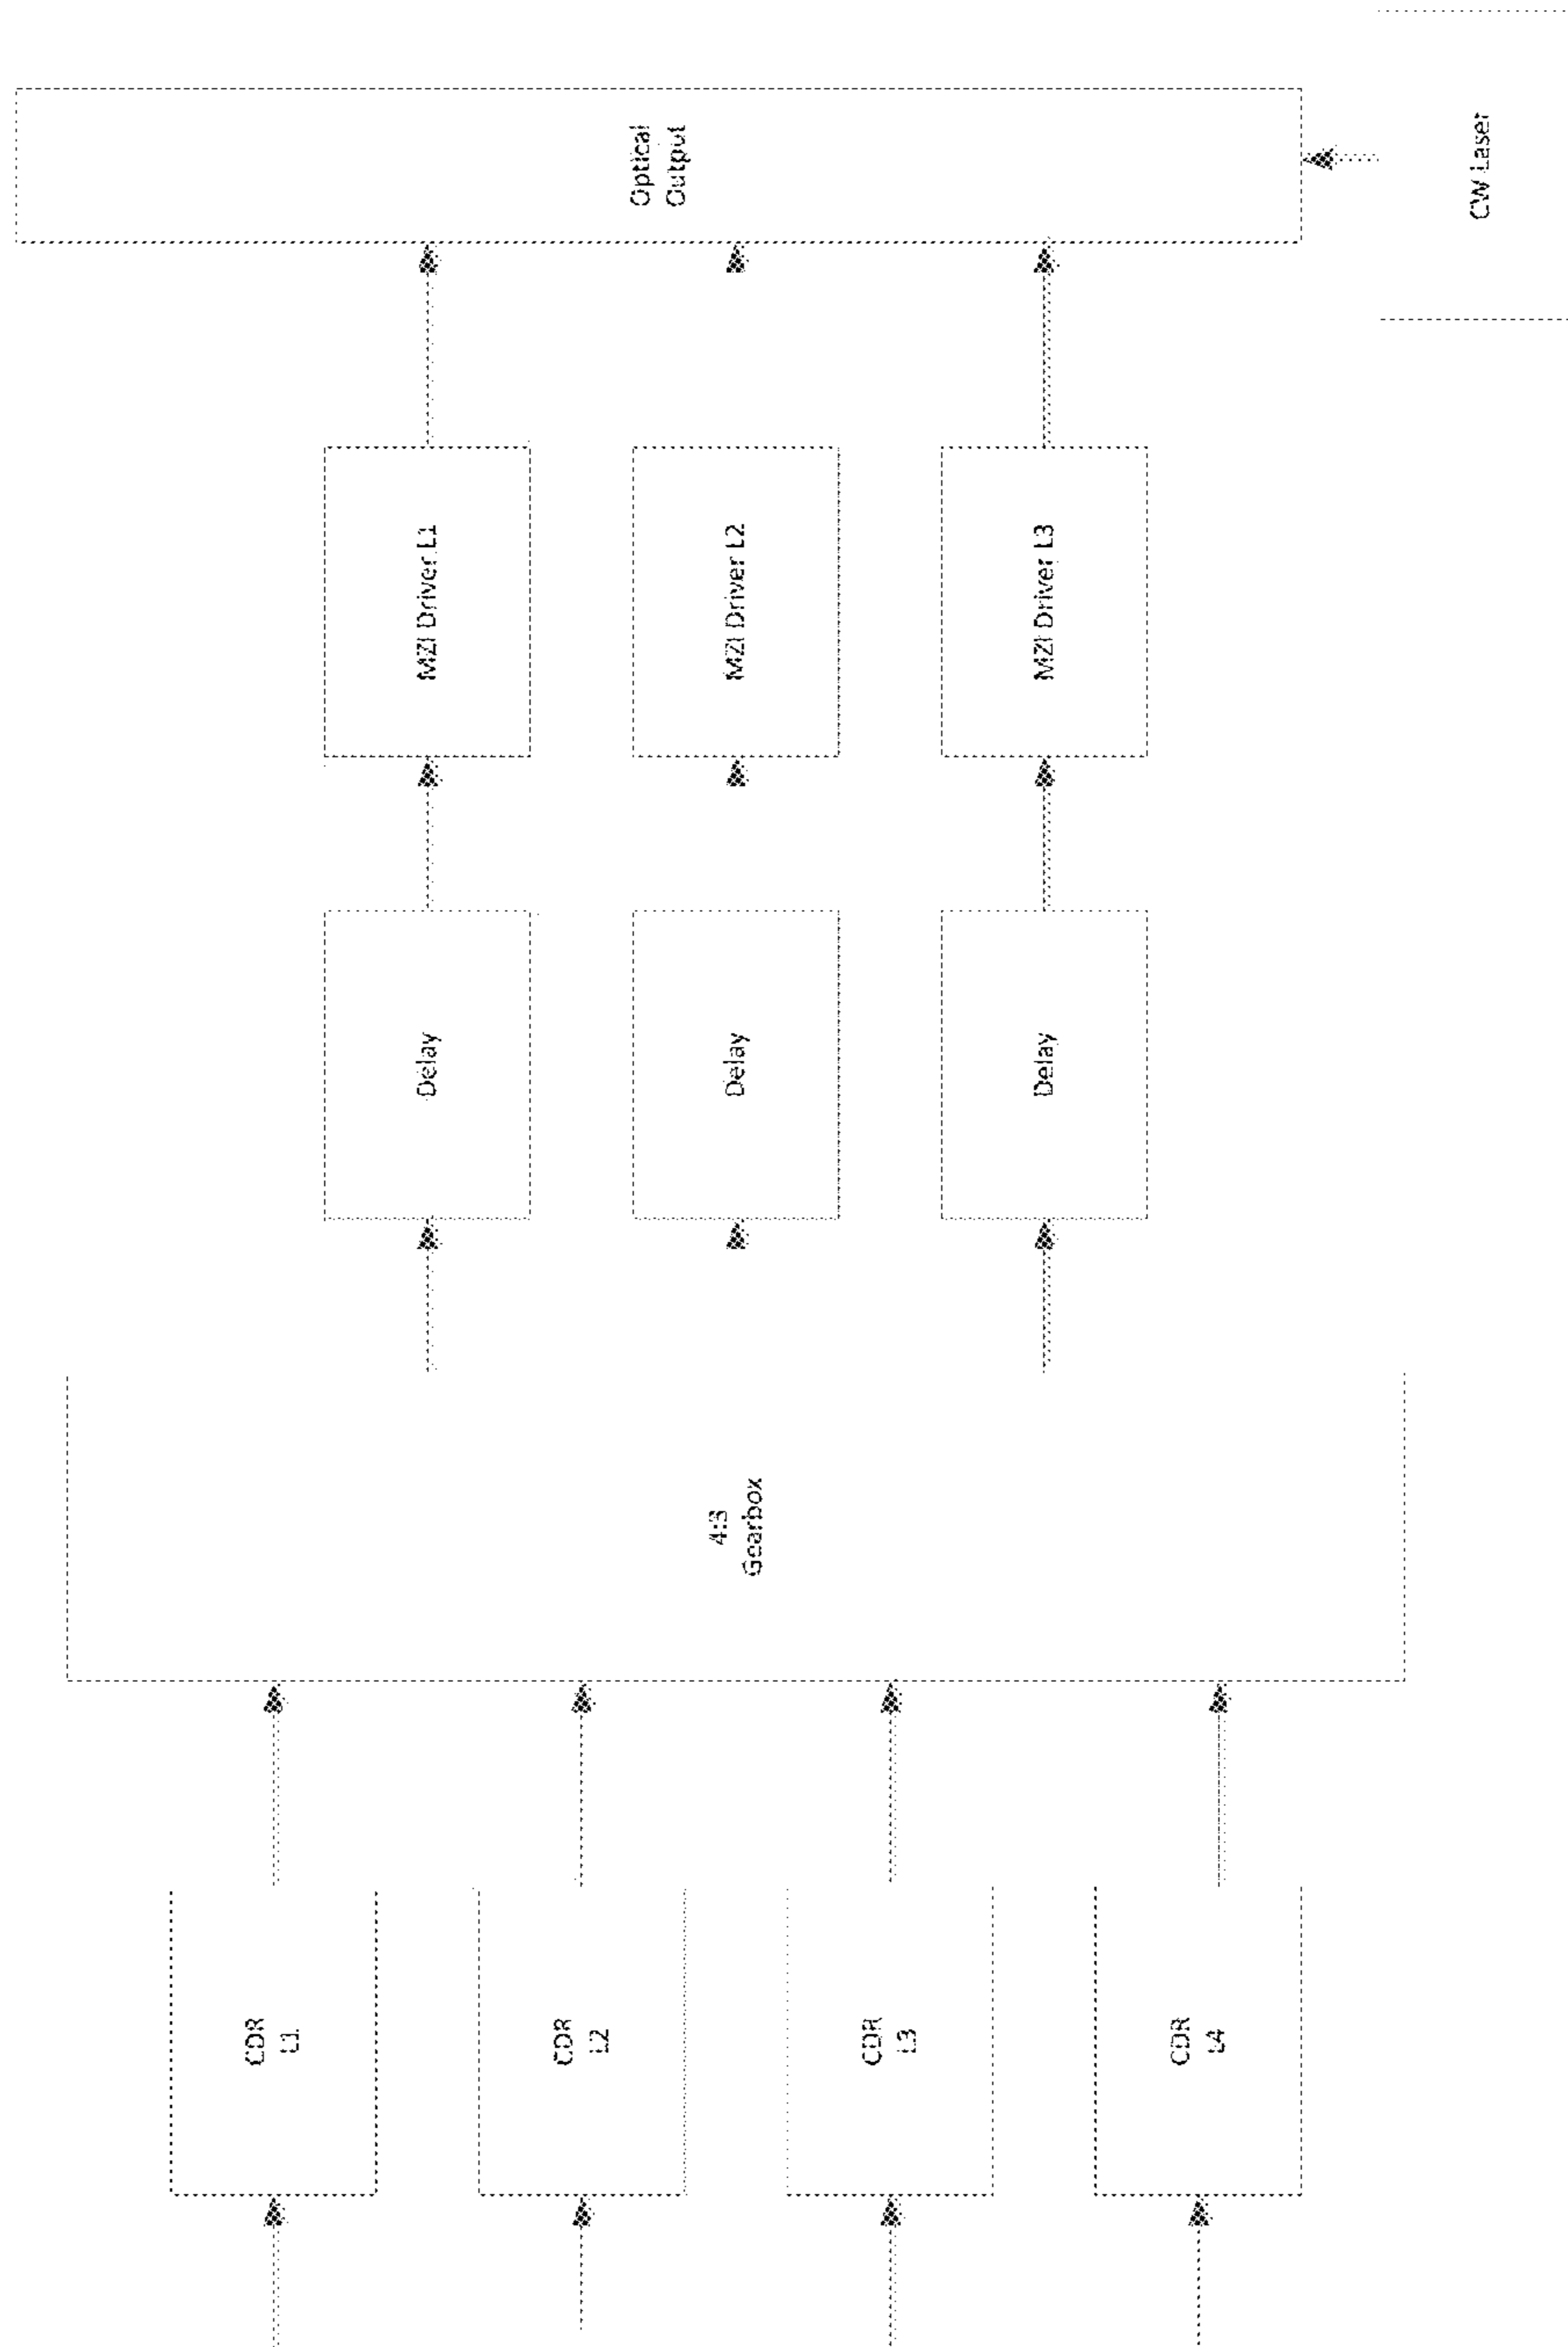 CDR
L1
CDR
L2
CDR
L3
CDR
L4
4:3
Gearbox
Delay
Delay
Delay
MZI Driver L1
MZI Driver L2
MZI Driver L3
Optical
Output
CW Laser